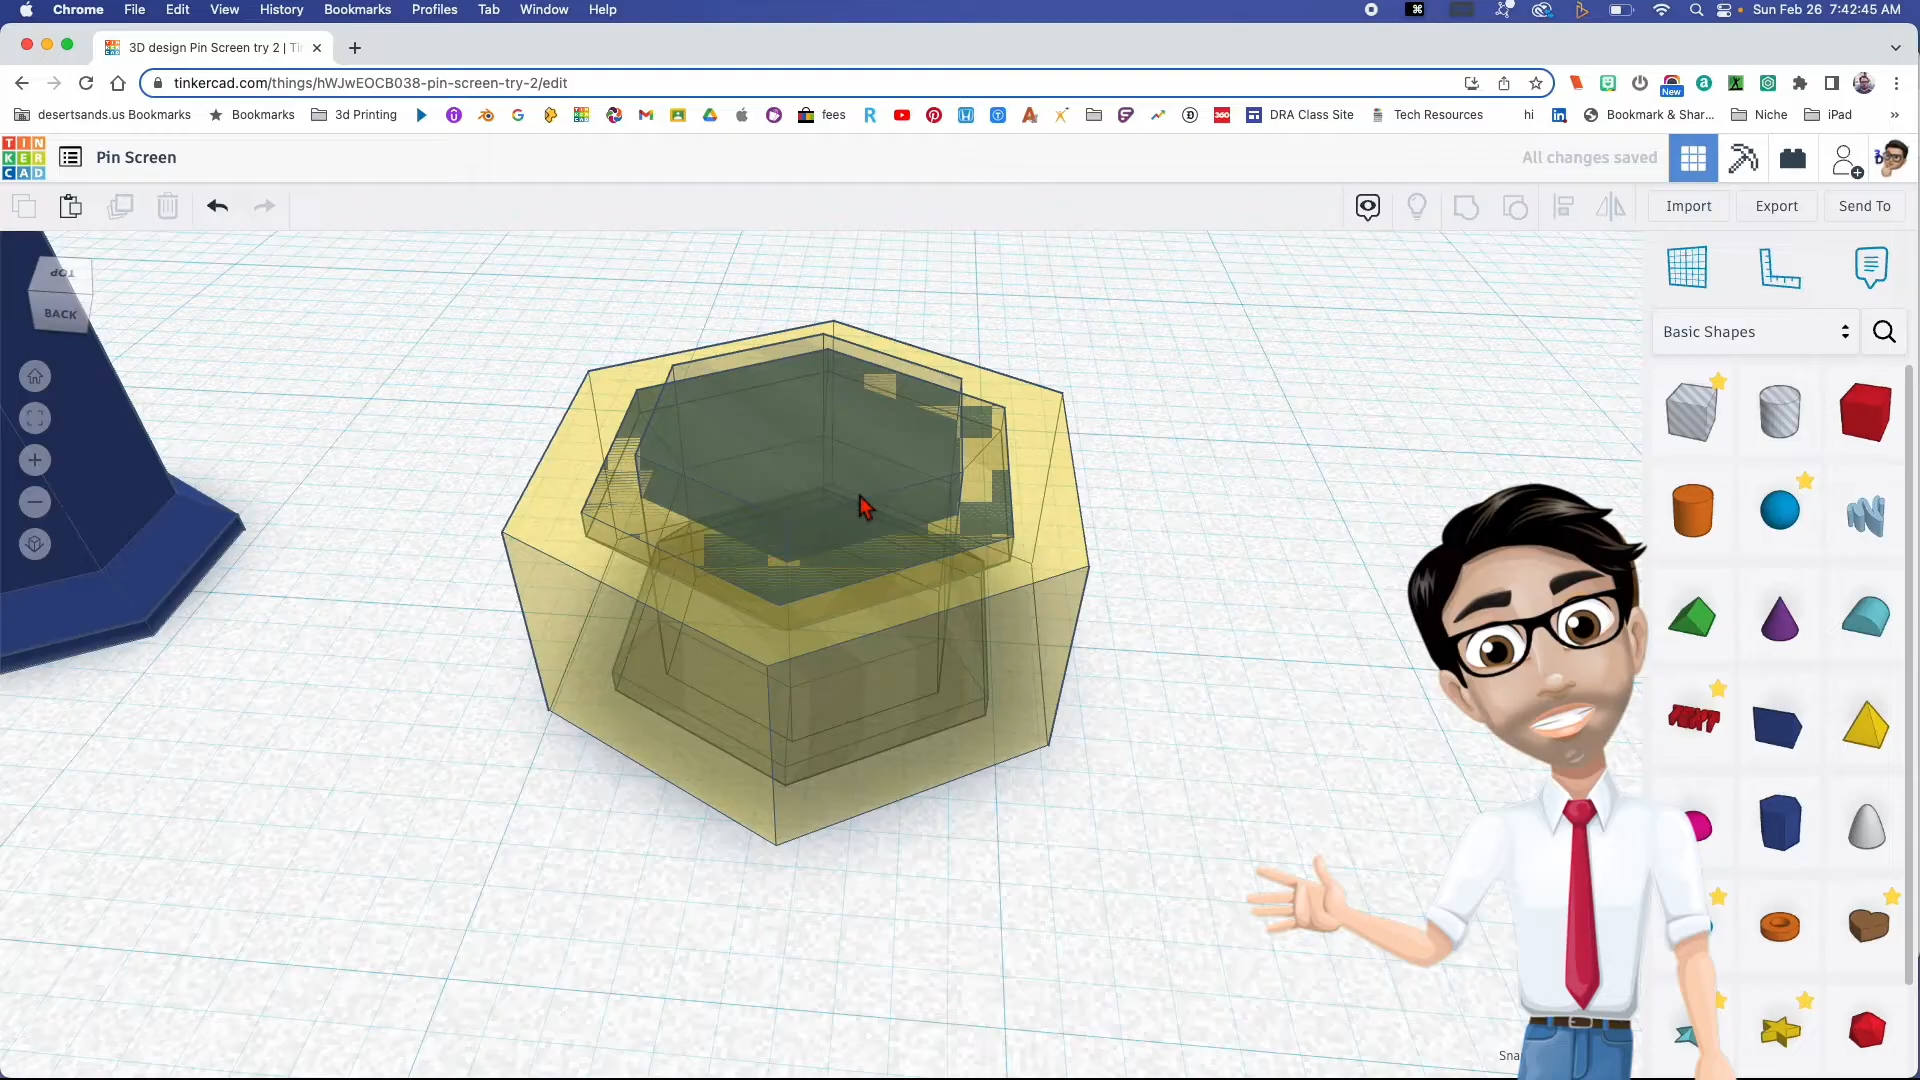 Chrome File Edit View History Bookmarks Profiles Tab Window Help Sun Feb 26 7:42:45 AM
3D design Pin Screen try 2 | Ti
tinkercad.com/things/hWJwEOCB038-pin-screen-try-2/edit
New
desertsands.us Bookmarks Bookmarks 3d Printing fees DRA Class Site Tech Resources hi Bookmark & Shar... Niche iPad »
TIN
KER
CAD
Pin Screen
All changes saved
Import Export Send To
TOP
BACK
Basic Shapes
TEXT
Sna